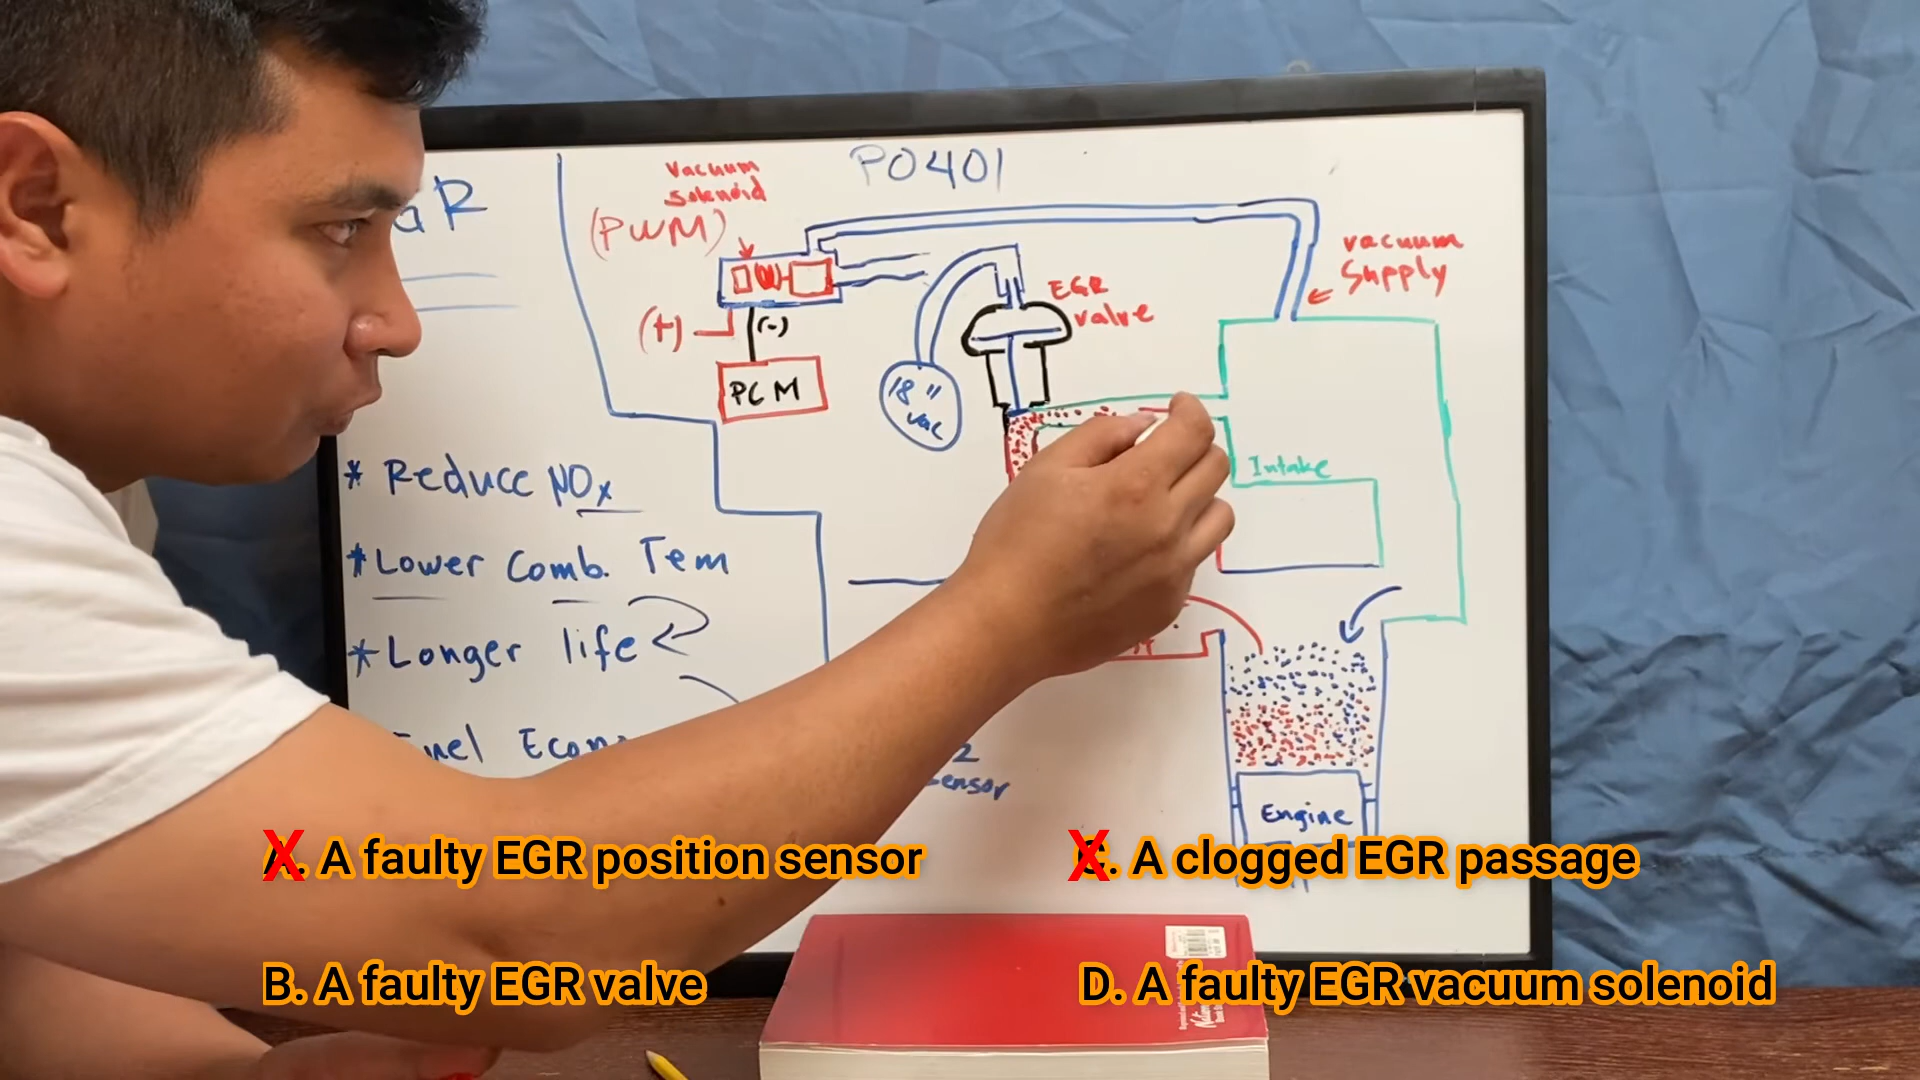 P0401
Vacuum
Solenoid
(PWM)
vacuum
Supply
EGR
valve
(+)
(-)
PCM
18"
vac
Intake
* Reduce NOx
* Lower Comb. Tem
* Longer life
Engine
A. A faulty EGR position sensor
C. A clogged EGR passage
B. A faulty EGR valve
D. A faulty EGR vacuum solenoid